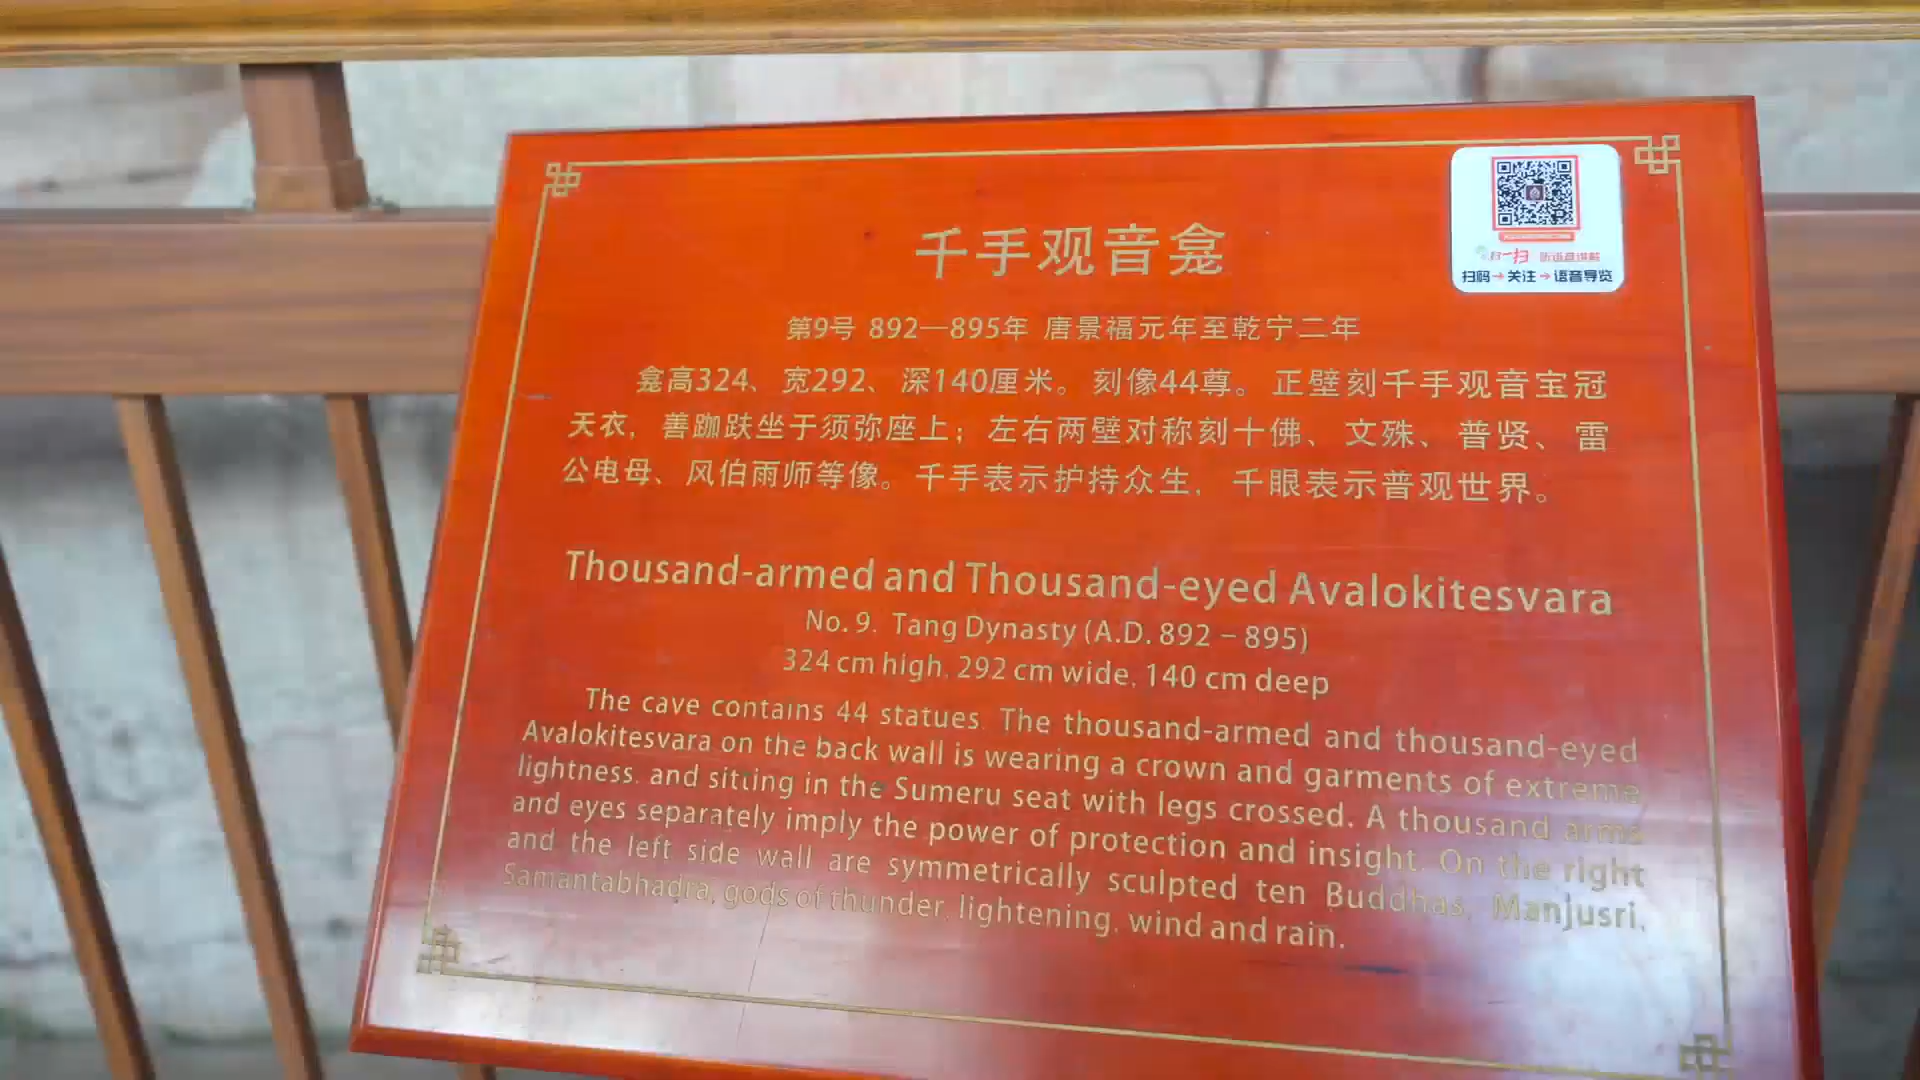 千手观音龛
第9号 892—895年 唐景福元年至乾宁二年
龛高324、宽292、深140厘米。刻像44尊。正壁刻千手观音宝冠
天衣，善跏趺坐于须弥座上；左右两壁对称刻十佛、文殊、普贤、雷
公电母、风伯雨师等像。千手表示护持众生，千眼表示普观世界。
扫一扫
扫码→关注→语音导览
Thousand-armed and Thousand-eyed Avalokitesvara
No. 9. Tang Dynasty (A.D. 892 – 895)
324 cm high, 292 cm wide, 140 cm deep
The cave contains 44 statues. The thousand-armed and thousand-eyed
Avalokitesvara on the back wall is wearing a crown and garments of extreme
lightness, and sitting in the Sumeru seat with legs crossed. A thousand arms
and eyes separately imply the power of protection and insight. On the right
and the left side wall are symmetrically sculpted ten Buddhas, Manjusri,
Samantabhadra, gods of thunder, lightening, wind and rain.